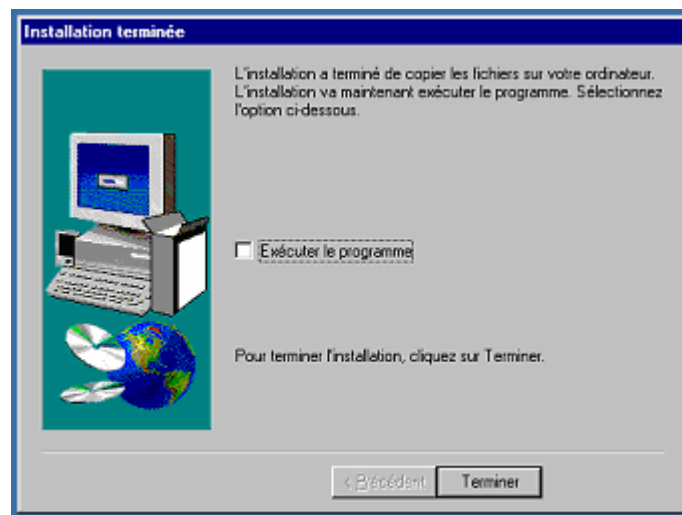 Installation terminée
L'installation a terminé de copier les fichiers sur votre ordinateur.
L'installation va maintenant exécuter le programme. Sélectionnez
l'option ci-dessous.
Exécuter le programme
Pour terminer l'installation, cliquez sur Terminer.
< Précédent
Terminer